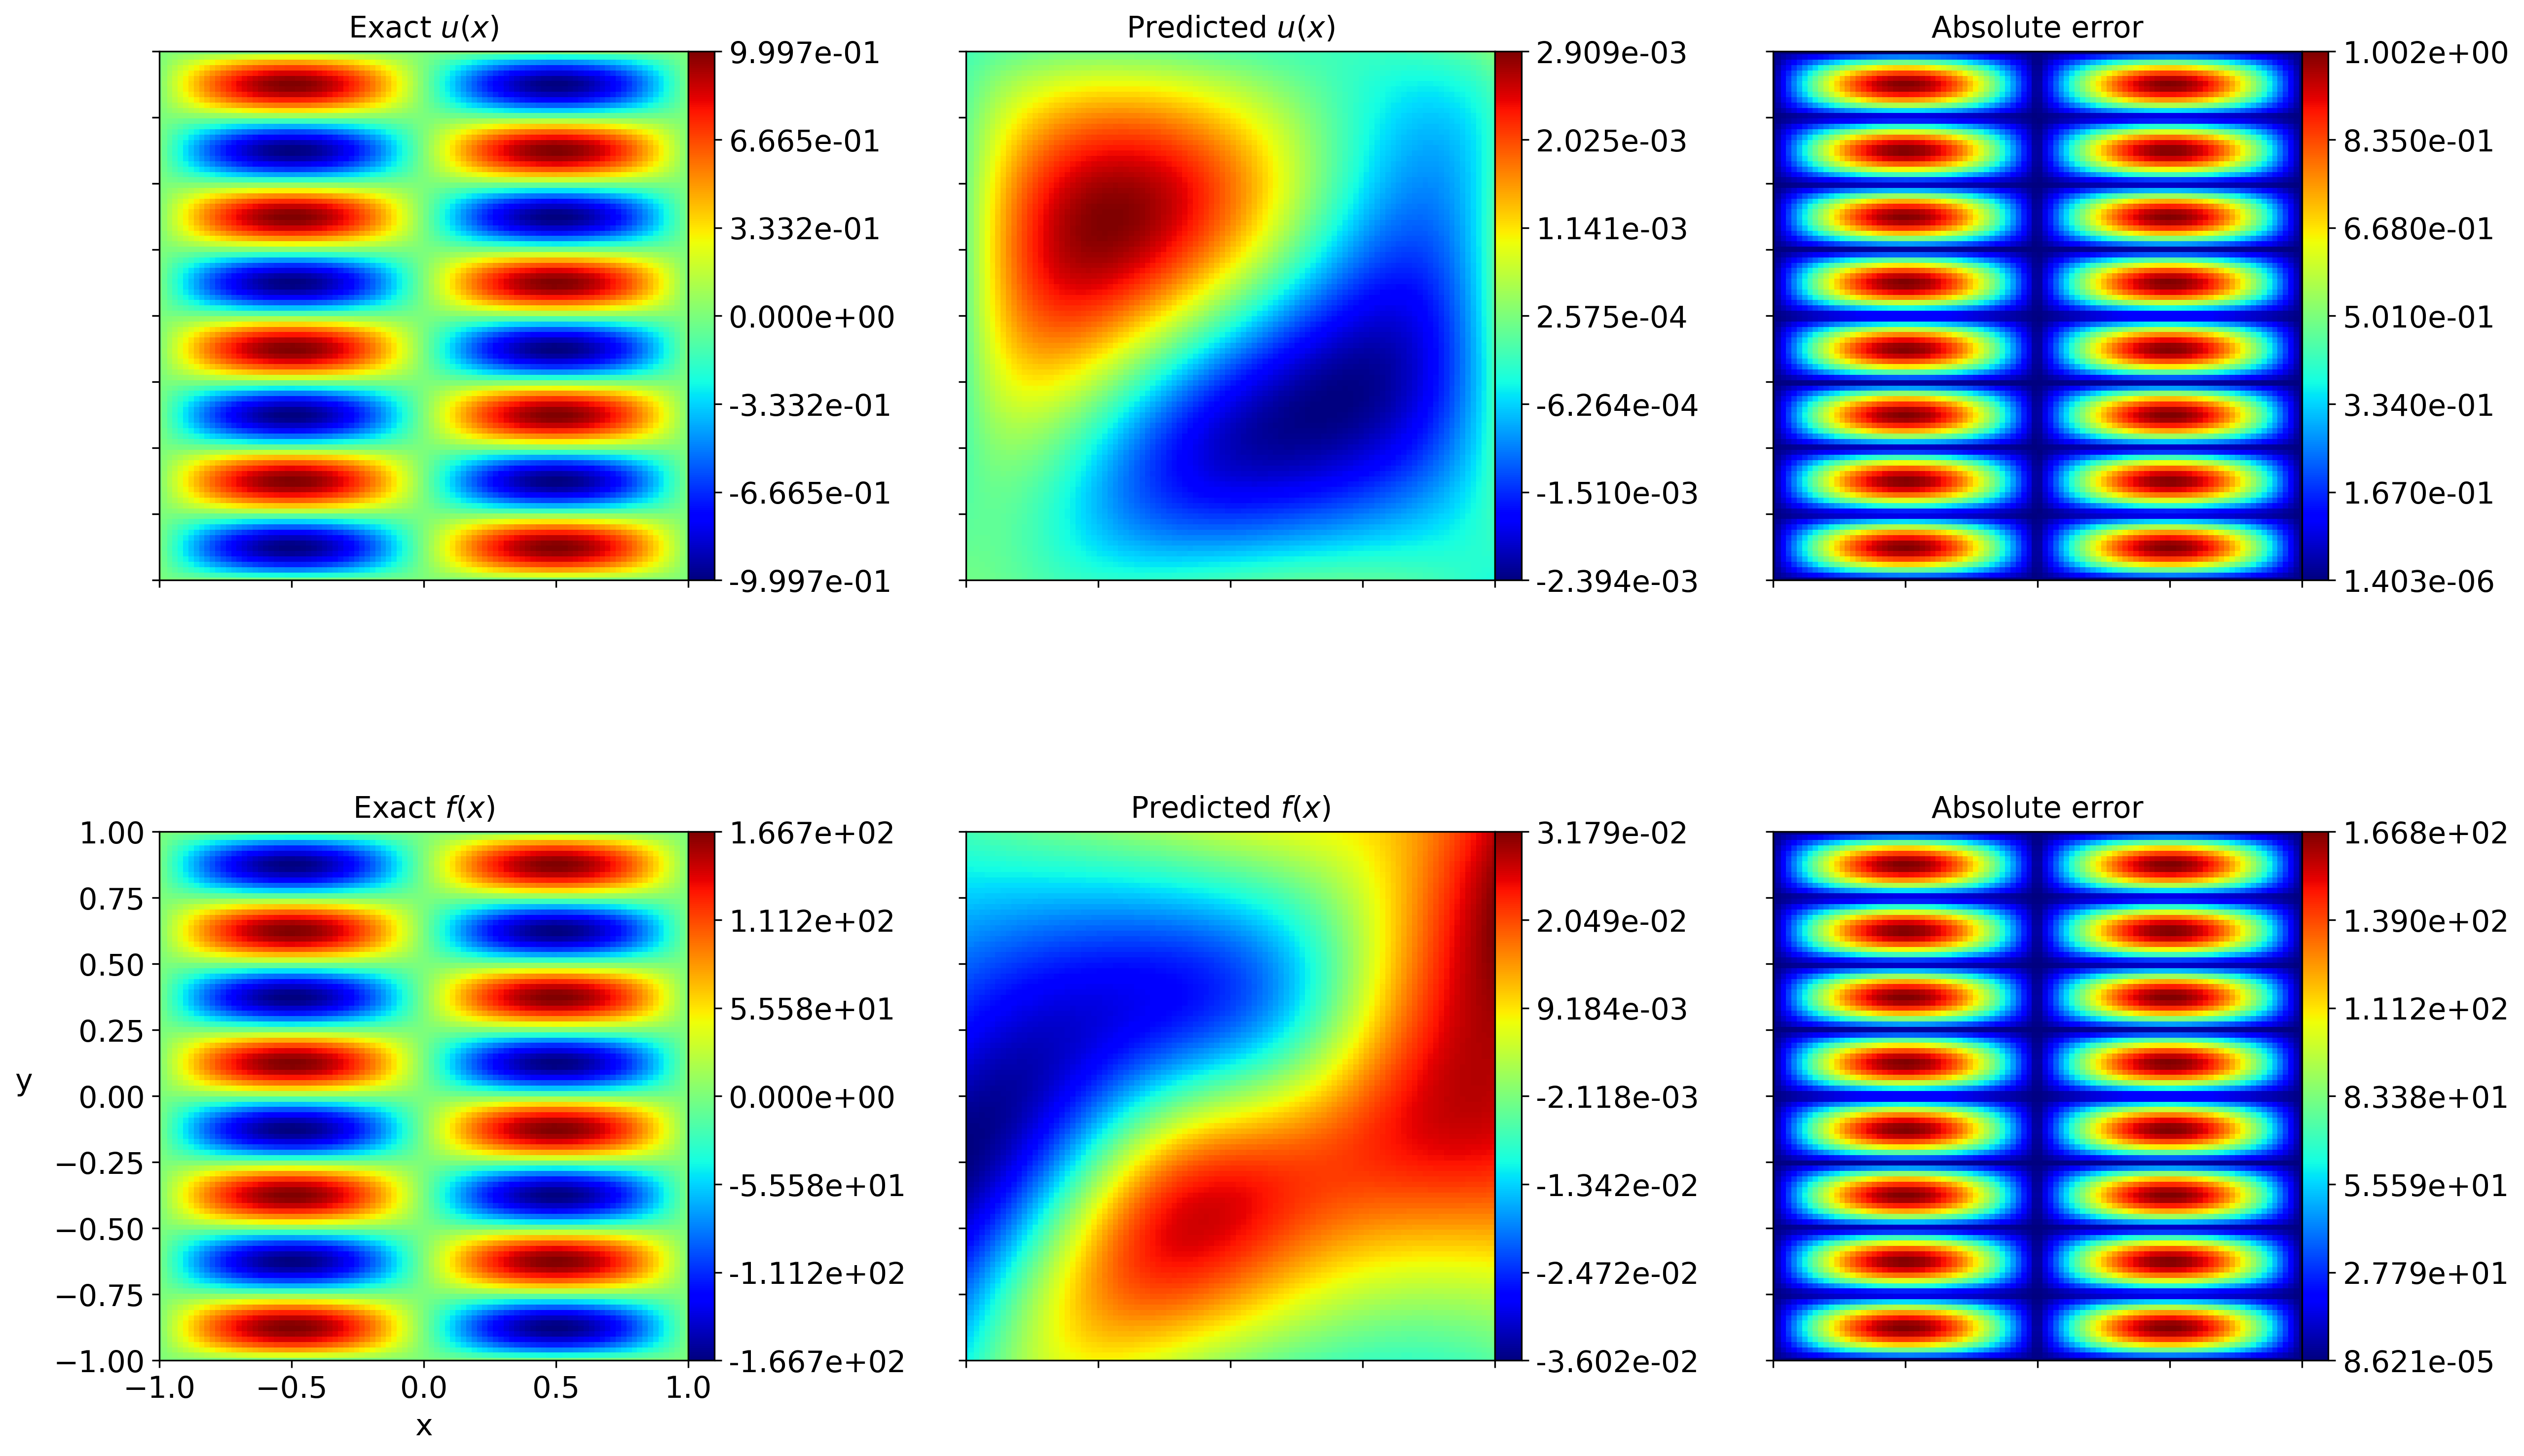 Exact u(x)
9.997e-01
6.665e-01
3.332e-01
0.000e+00
-3.332e-01
-6.665e-01
-9.997e-01
Predicted u(x)
2.909e-03
2.025e-03
1.141e-03
2.575e-04
-6.264e-04
-1.510e-03
-2.394e-03
Absolute error
1.002e+00
8.350e-01
6.680e-01
5.010e-01
3.340e-01
1.670e-01
1.403e-06
Exact f(x)
y
1.00
0.75
0.50
0.25
0.00
−0.25
−0.50
−0.75
−1.00
−1.0 −0.5 0.0 0.5 1.0
x
1.667e+02
1.112e+02
5.558e+01
0.000e+00
-5.558e+01
-1.112e+02
-1.667e+02
Predicted f(x)
3.179e-02
2.049e-02
9.184e-03
-2.118e-03
-1.342e-02
-2.472e-02
-3.602e-02
Absolute error
1.668e+02
1.390e+02
1.112e+02
8.338e+01
5.559e+01
2.779e+01
8.621e-05